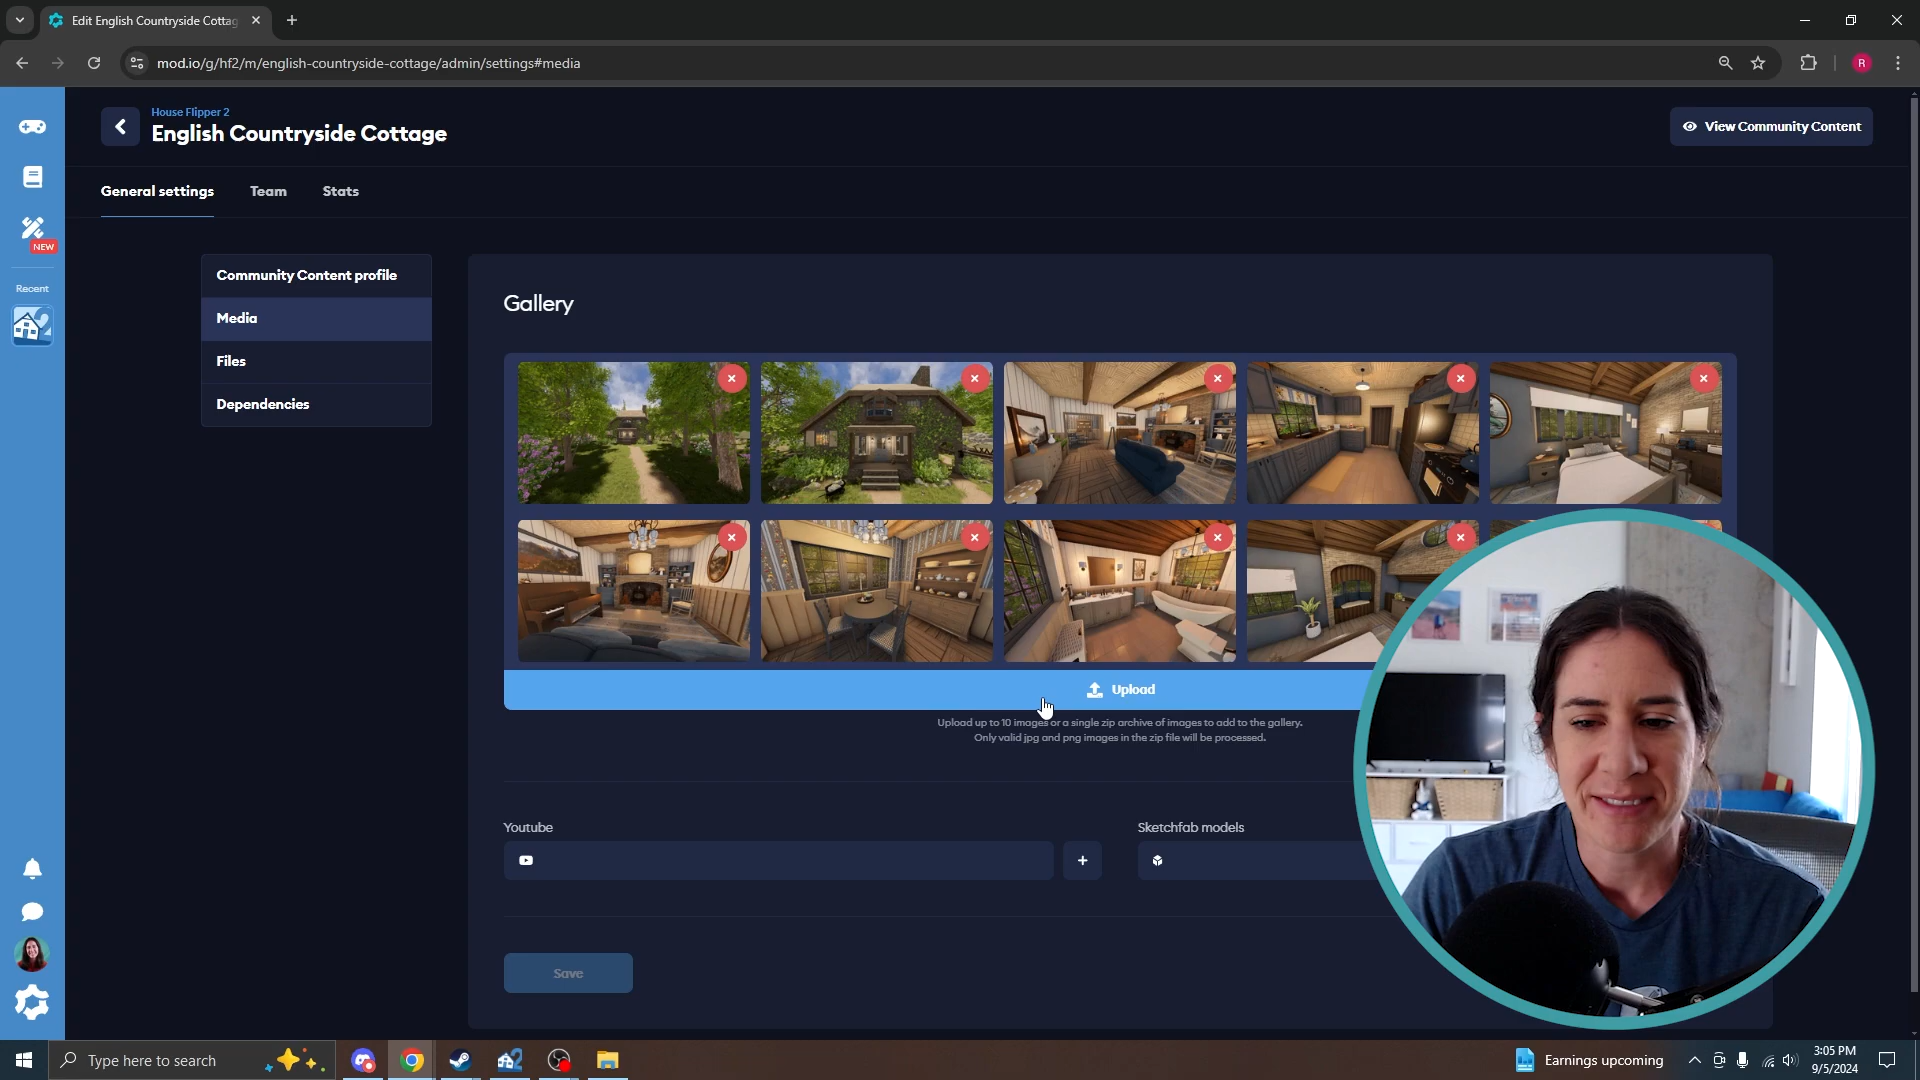 Edit English Countryside Cottag
mod.io/g/hf2/m/english-countryside-cottage/admin/settings#media
R
House Flipper 2
English Countryside Cottage
View Community Content
General settings
Team
Stats
NEW
Recent
2
Community Content profile
Media
Files
Dependencies
Gallery
Upload
Upload up to 10 images or a single zip archive of images to add to the gallery.
Only valid jpg and png images in the zip file will be processed.
Youtube
Sketchfab models
Save
Type here to search
Earnings upcoming
3:05 PM
9/5/2024